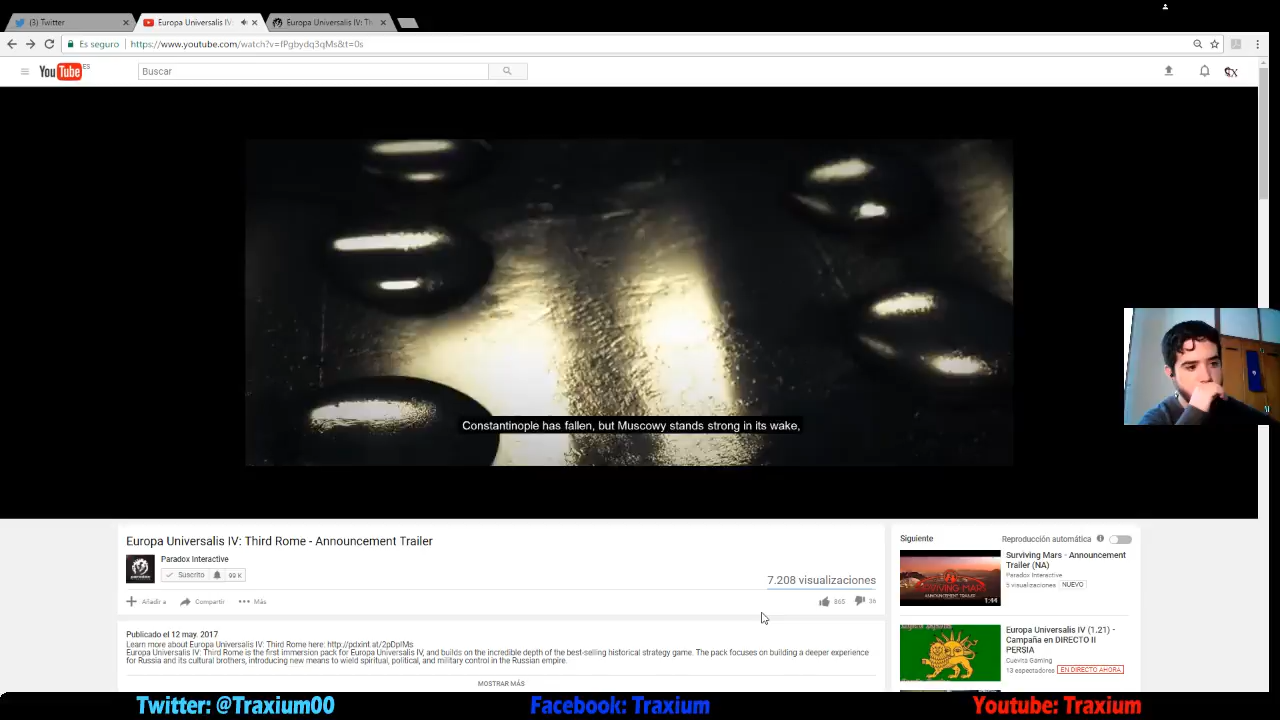 (3) Twitter
Europa Universalis IV:
Europa Universalis IV: Th
Es seguro
https://www.youtube.com/watch?v=fPgbydq3qMs&t=0s
YouTube ES
Buscar
Constantinople has fallen, but Muscowy stands strong in its wake,
Europa Universalis IV: Third Rome - Announcement Trailer
Paradox Interactive
Suscrito 99 K
7.208 visualizaciones
Añadir a Compartir Más
865 36
Publicado el 12 may. 2017
Learn more about Europa Universalis IV: Third Rome here: http://pdxint.at/2pDplMs
Europa Universalis IV: Third Rome is the first immersion pack for Europa Universalis IV, and builds on the incredible depth of the best-selling historical strategy game. The pack focuses on building a deeper experience
for Russia and its cultural brothers, introducing new means to wield spiritual, political, and military control in the Russian empire.
MOSTRAR MÁS
Siguiente
Reproducción automática
Surviving Mars - Announcement
Trailer (NA)
Paradox Interactive
5 visualizaciones NUEVO
SURVIVING MARS
ANNOUNCEMENT TRAILER
1:44
Europa Universalis IV (1.21) -
Campaña en DIRECTO II
PERSIA
Cuevita Gaming
13 espectadores EN DIRECTO AHORA
Twitter: @Traxium00
Facebook: Traxium
Youtube: Traxium